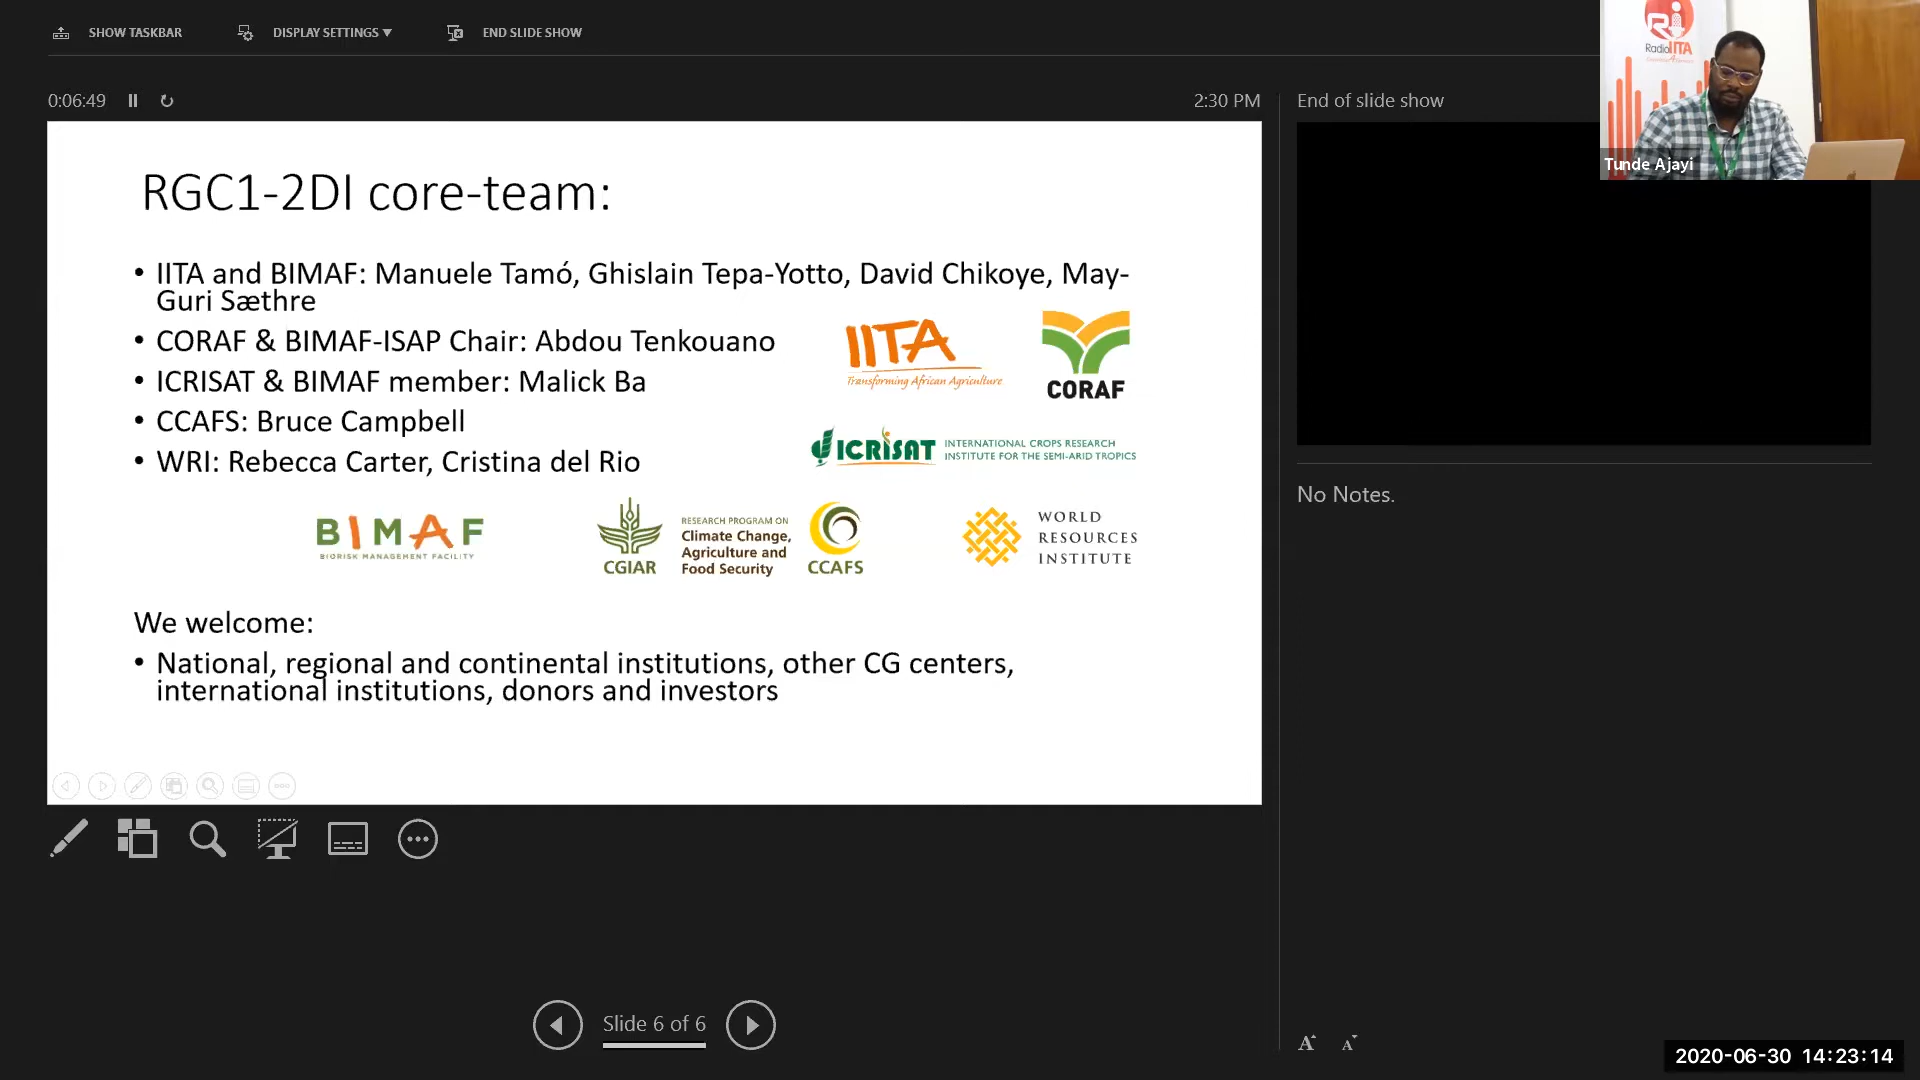 SHOW TASKBAR
DISPLAY SETTINGS ▼
END SLIDE SHOW
0:06:49
2:30 PM
End of slide show
Radio IITA
Tunde Ajayi
RGC1-2DI core-team:
• IITA and BIMAF: Manuele Tamó, Ghislain Tepa-Yotto, David Chikoye, May-
Guri Sæthre
• CORAF & BIMAF-ISAP Chair: Abdou Tenkouano
• ICRISAT & BIMAF member: Malick Ba
• CCAFS: Bruce Campbell
• WRI: Rebecca Carter, Cristina del Rio
IITA
Transforming African Agriculture
CORAF
ICRISAT
INTERNATIONAL CROPS RESEARCH
INSTITUTE FOR THE SEMI-ARID TROPICS
BIMAF
BIORISK MANAGEMENT FACILITY
CGIAR
RESEARCH PROGRAM ON
Climate Change,
Agriculture and
Food Security
CCAFS
WORLD
RESOURCES
INSTITUTE
We welcome:
• National, regional and continental institutions, other CG centers,
international institutions, donors and investors
No Notes.
Slide 6 of 6
A A
2020-06-30 14:23:14